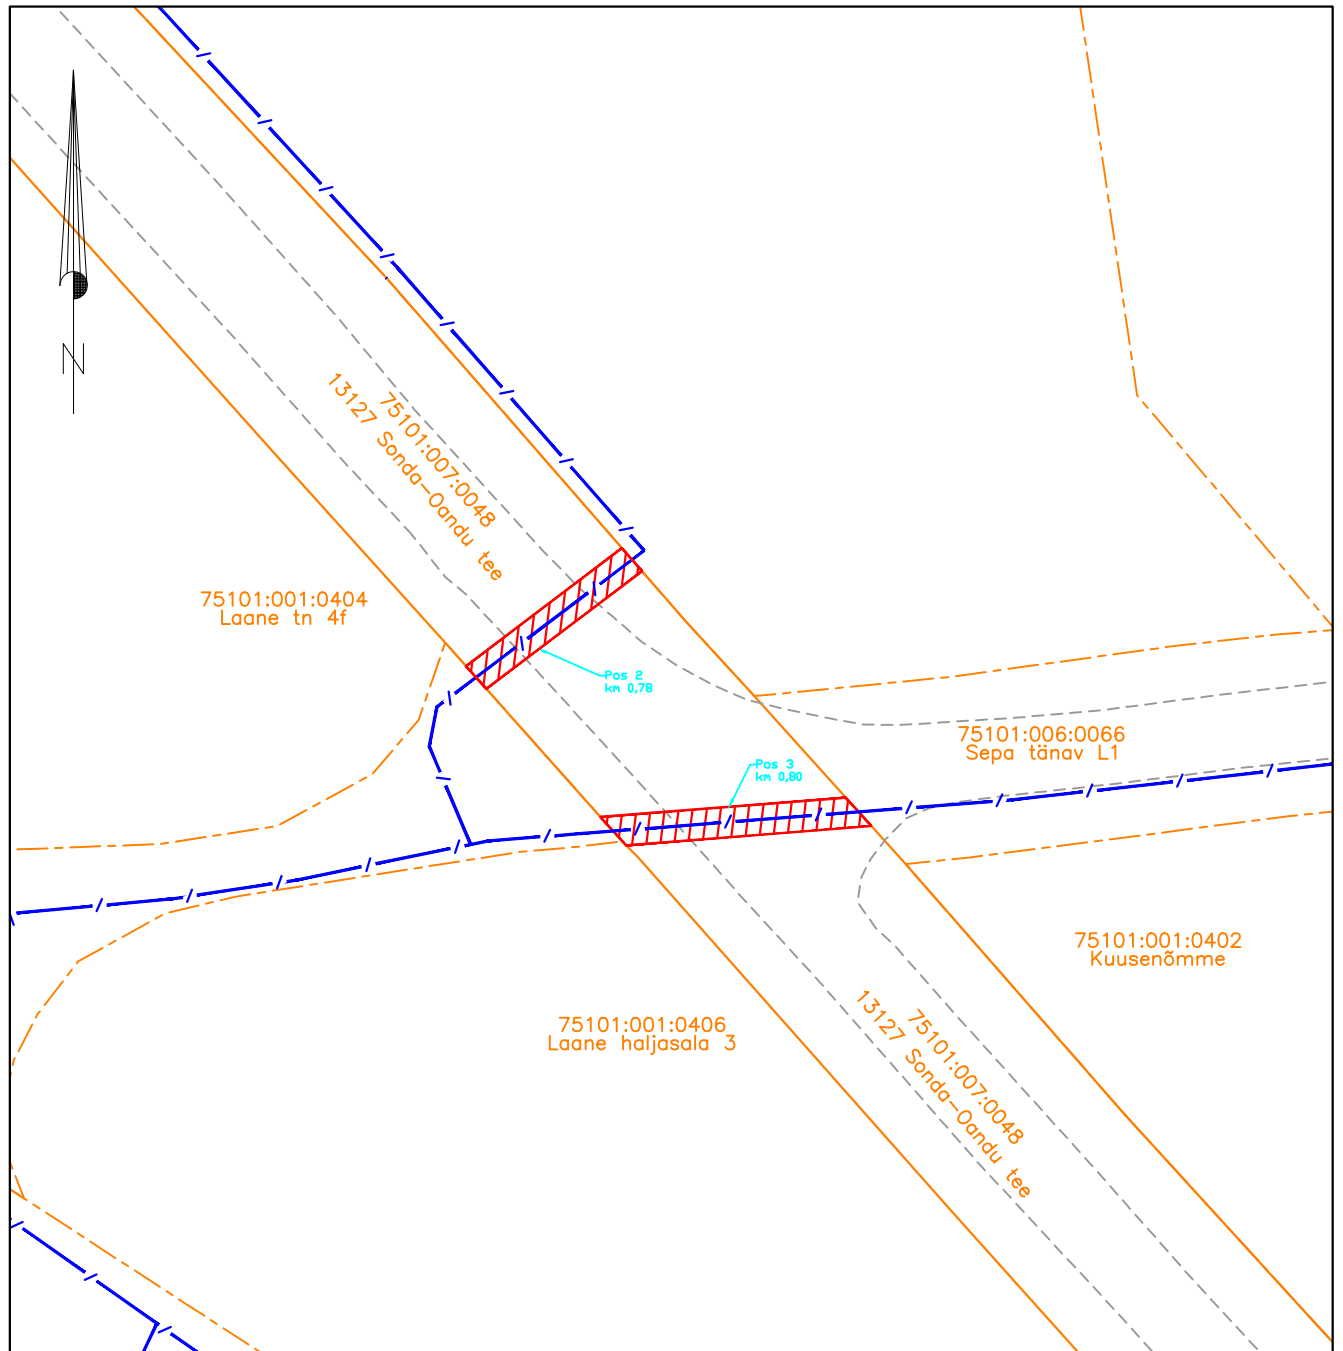 N
75101:007:0048
13127 Sonda-Oandu tee
75101:001:0404
Laane tn 4f
Pos 2
km 0,78
75101:006:0066
Sepa tänav L1
Pos 3
km 0,80
75101:001:0402
Kuusenõmme
75101:001:0406
Laane haljasala 3
75101:007:0048
13127 Sonda-Oandu tee